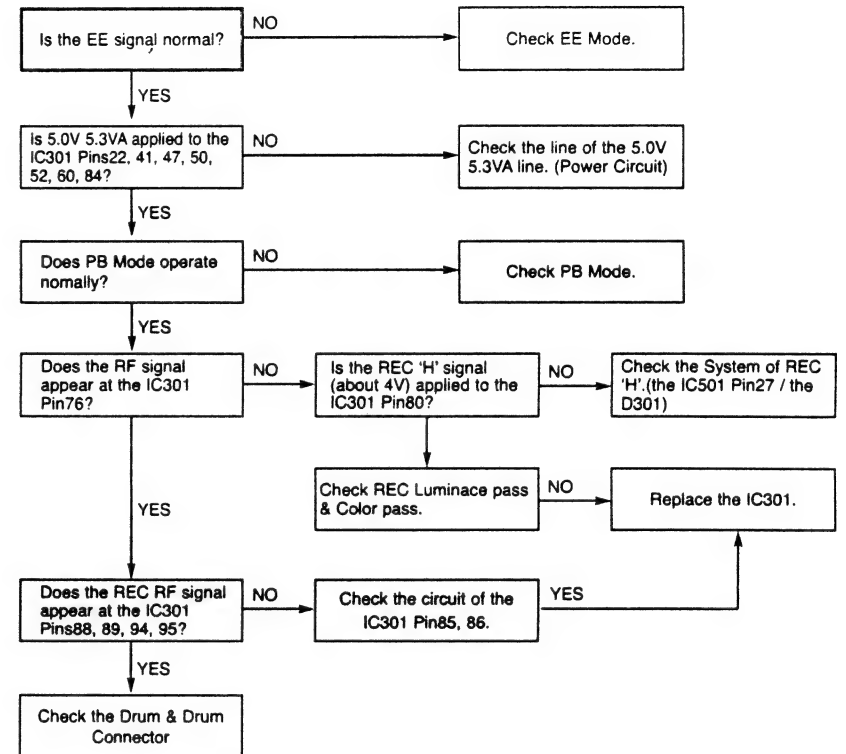 Is the EE signal normal?
NO
Check EE Mode.
YES
Is 5.0V 5.3VA applied to the
IC301 Pins22, 41, 47, 50,
52, 60, 84?
NO
Check the line of the 5.0V
5.3VA line. (Power Circuit)
YES
Does PB Mode operate
nomally?
NO
Check PB Mode.
YES
Does the RF signal
appear at the IC301
Pin76?
NO
Is the REC 'H' signal
(about 4V) applied to the
IC301 Pin80?
NO
Check the System of REC
'H'.(the IC501 Pin27 / the
D301)
Check REC Luminace pass
& Color pass.
NO
Replace the IC301.
YES
Does the REC RF signal
appear at the IC301
Pins88, 89, 94, 95?
NO
Check the circuit of the
IC301 Pin85, 86.
YES
YES
Check the Drum & Drum
Connector